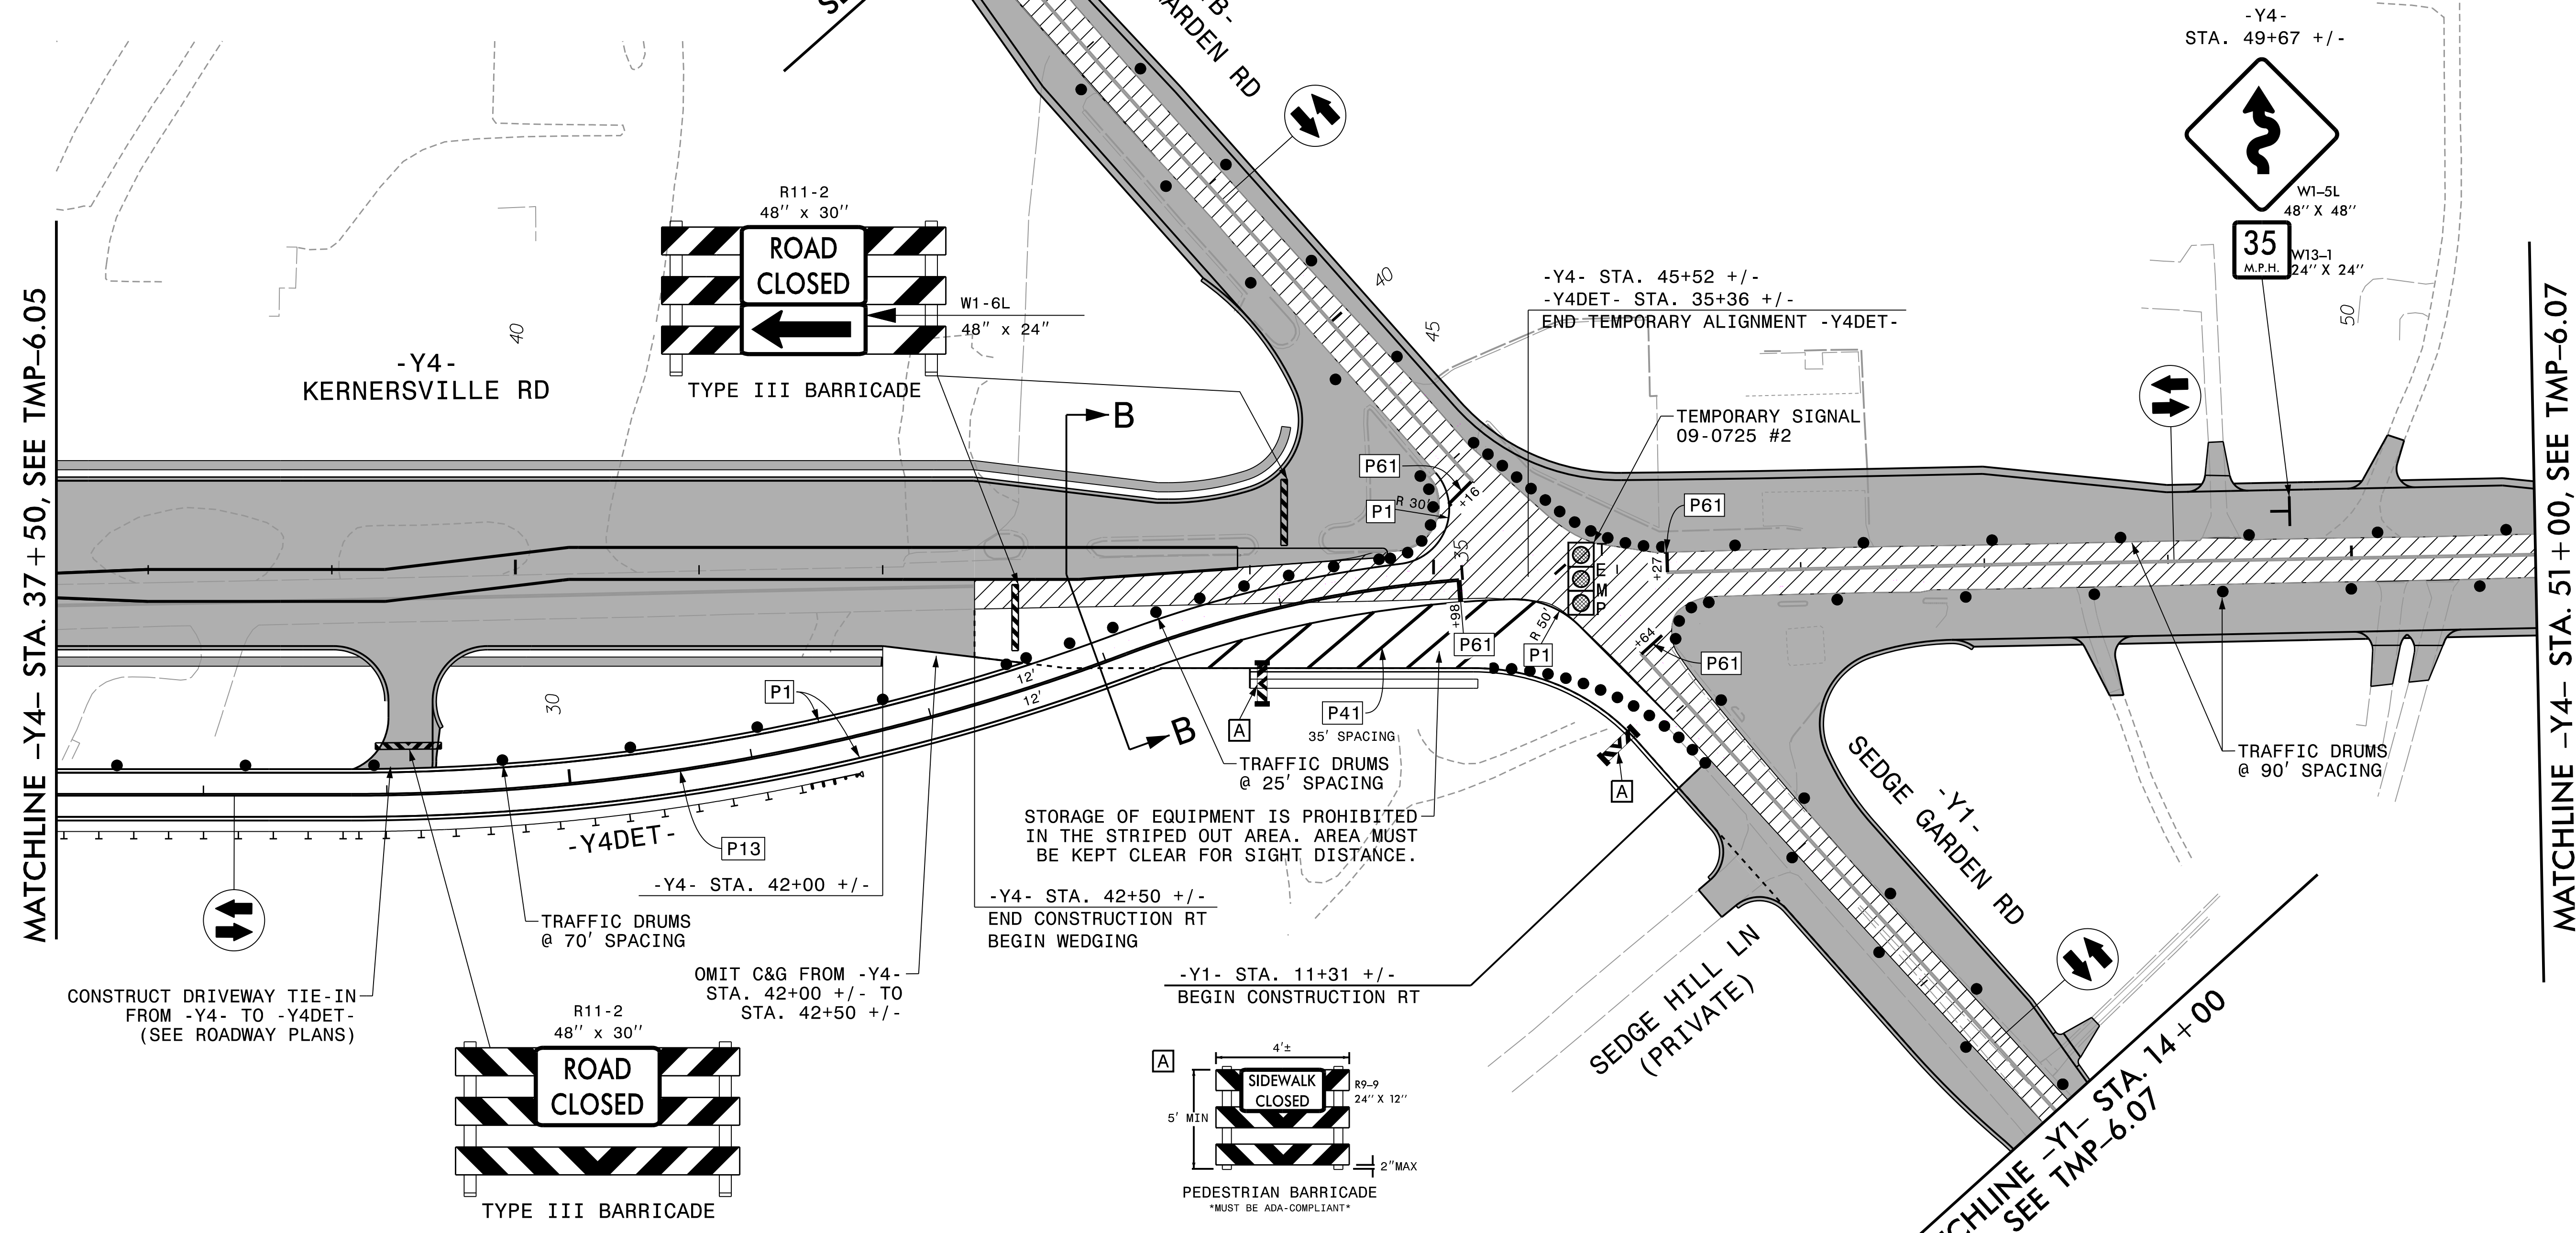 -Y4-
STA. 49+67 +/-
W1-5L
48" X 48"
35
M.P.H.
W13-1
24" X 24"
GARDEN RD
R11-2
48" x 30"
ROAD
CLOSED
W1-6L
48" x 24"
TYPE III BARRICADE
-Y4-
KERNERSVILLE RD
40
40
45
50
-Y4- STA. 45+52 +/-
-Y4DET- STA. 35+36 +/-
END TEMPORARY ALIGNMENT -Y4DET-
TEMPORARY SIGNAL
09-0725 #2
MATCHLINE -Y4- STA. 37+50, SEE TMP-6.05
MATCHLINE -Y4- STA. 51+00, SEE TMP-6.07
B
P61
P1
R 30'
+16
35
T
E
M
P
P61
+27
+98
P61
R 50'
P1
+64
P61
12'
12'
P1
30
B
A
P41
35' SPACING
A
TRAFFIC DRUMS
@ 25' SPACING
TRAFFIC DRUMS
@ 90' SPACING
STORAGE OF EQUIPMENT IS PROHIBITED
IN THE STRIPED OUT AREA. AREA MUST
BE KEPT CLEAR FOR SIGHT DISTANCE.
-Y4DET-
P13
-Y1-
SEDGE GARDEN RD
-Y4- STA. 42+00 +/-
-Y4- STA. 42+50 +/-
END CONSTRUCTION RT
BEGIN WEDGING
TRAFFIC DRUMS
@ 70' SPACING
OMIT C&G FROM -Y4-
STA. 42+00 +/- TO
STA. 42+50 +/-
-Y1- STA. 11+31 +/-
BEGIN CONSTRUCTION RT
SEDGE HILL LN
(PRIVATE)
CONSTRUCT DRIVEWAY TIE-IN
FROM -Y4- TO -Y4DET-
(SEE ROADWAY PLANS)
R11-2
48" x 30"
ROAD
CLOSED
TYPE III BARRICADE
A
4'±
SIDEWALK
CLOSED
R9-9
24" X 12"
5' MIN
2"MAX
PEDESTRIAN BARRICADE
*MUST BE ADA-COMPLIANT*
MATCHLINE -Y1- STA. 14+00
SEE TMP-6.07